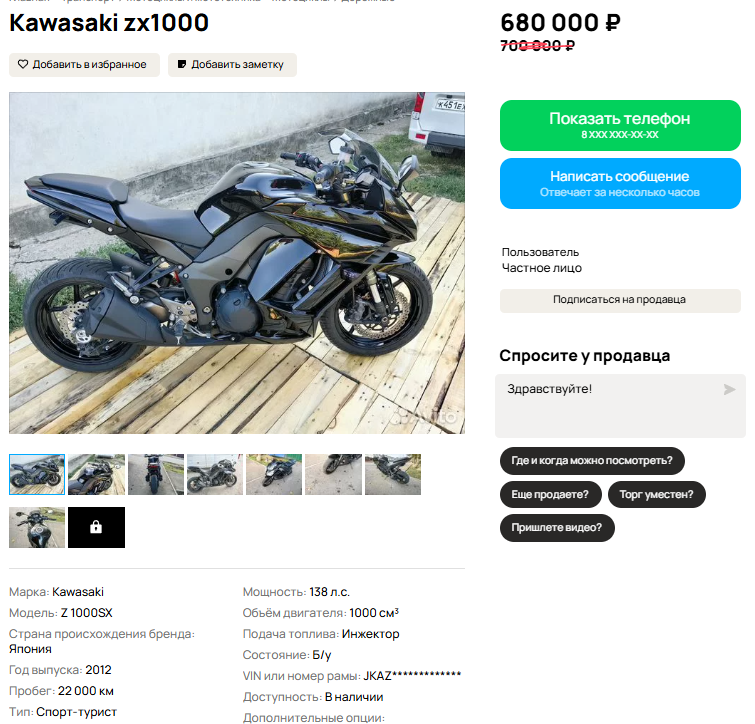 Kawasaki zx1000
680 000 ₽
700 000 ₽
Добавить в избранное
Добавить заметку
к451ех
Avito
Показать телефон
8 XXX XXX-XX-XX
Написать сообщение
Отвечает за несколько часов
Пользователь
Частное лицо
Подписаться на продавца
Спросите у продавца
Здравствуйте!
Где и когда можно посмотреть?
Еще продаете?
Торг уместен?
Пришлете видео?
Марка: Kawasaki
Модель: Z 1000SX
Страна происхождения бренда:
Япония
Год выпуска: 2012
Пробег: 22 000 км
Тип: Спорт-турист
Мощность: 138 л.с.
Объём двигателя: 1000 см³
Подача топлива: Инжектор
Состояние: Б/у
VIN или номер рамы: JKAZ*************
Доступность: В наличии
Дополнительные опции: